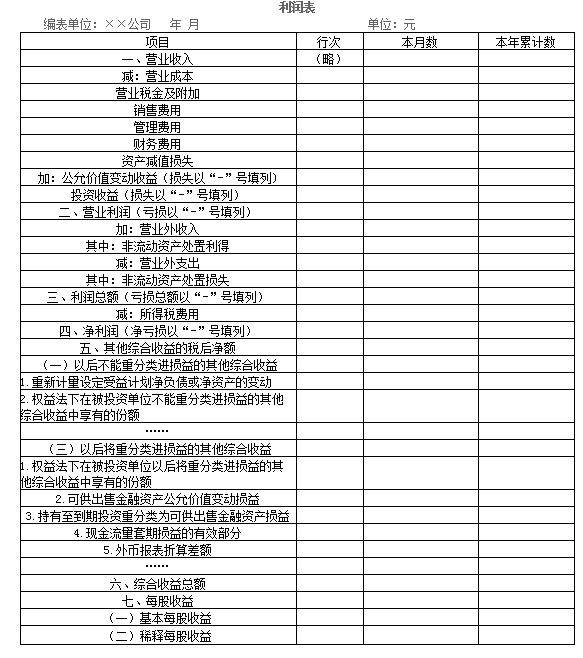 利润表
编表单位：××公司 年 月 单位：元
项目 行次 本月数 本年累计数
一、营业收入 （略）
减：营业成本
营业税金及附加
销售费用
管理费用
财务费用
资产减值损失
加：公允价值变动收益（损失以“-”号填列）
投资收益（损失以“-”号填列）
二、营业利润（亏损以“-”号填列）
加：营业外收入
其中：非流动资产处置利得
减：营业外支出
其中：非流动资产处置损失
三、利润总额（亏损总额以“-”号填列）
减：所得税费用
四、净利润（净亏损以“-”号填列）
五、其他综合收益的税后净额
（一）以后不能重分类进损益的其他综合收益
1.重新计量设定受益计划净负债或净资产的变动
2.权益法下在被投资单位不能重分类进损益的其他
综合收益中享有的份额
……
（三）以后将重分类进损益的其他综合收益
1.权益法下在被投资单位以后将重分类进损益的其
他综合收益中享有的份额
2.可供出售金融资产公允价值变动损益
3.持有至到期投资重分类为可供出售金融资产损益
4.现金流量套期损益的有效部分
5.外币报表折算差额
……
六、综合收益总额
七、每股收益
（一）基本每股收益
（二）稀释每股收益